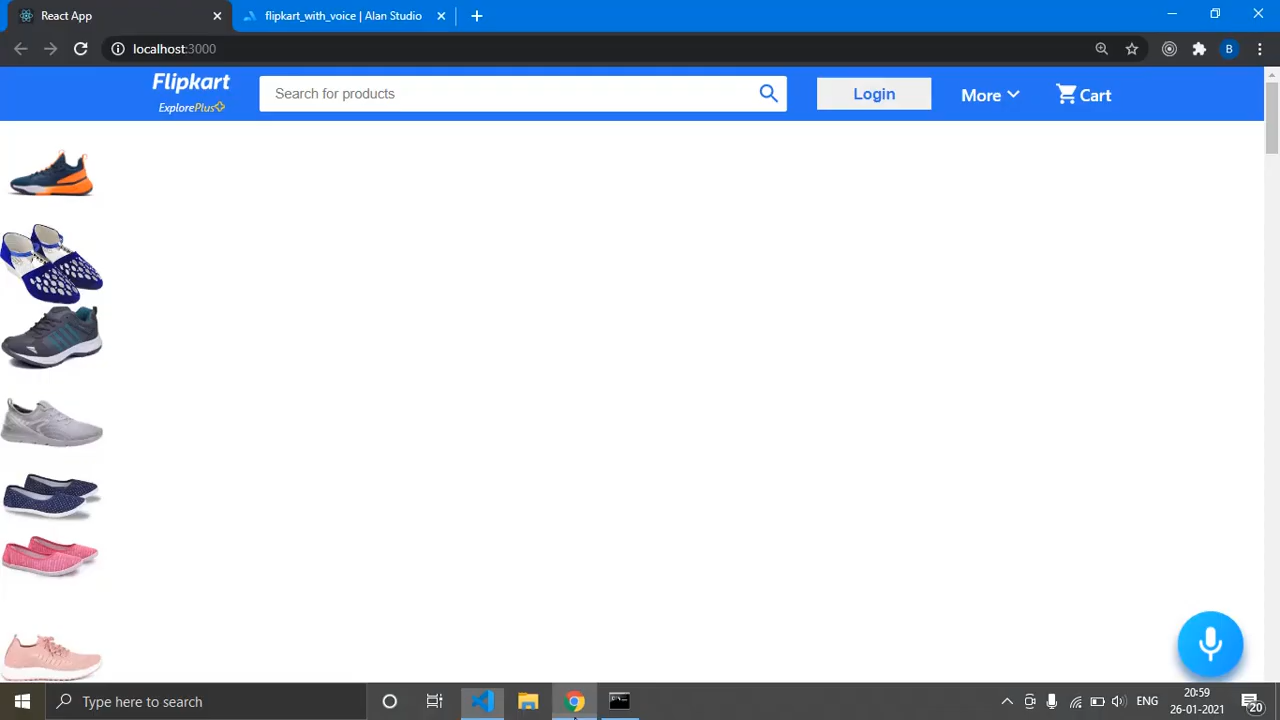 React App
flipkart_with_voice | Alan Studio
localhost:3000
B
Flipkart
ExplorePlus
Search for products
Login
More
Cart
Type here to search
ENG
20:59
26-01-2021
20